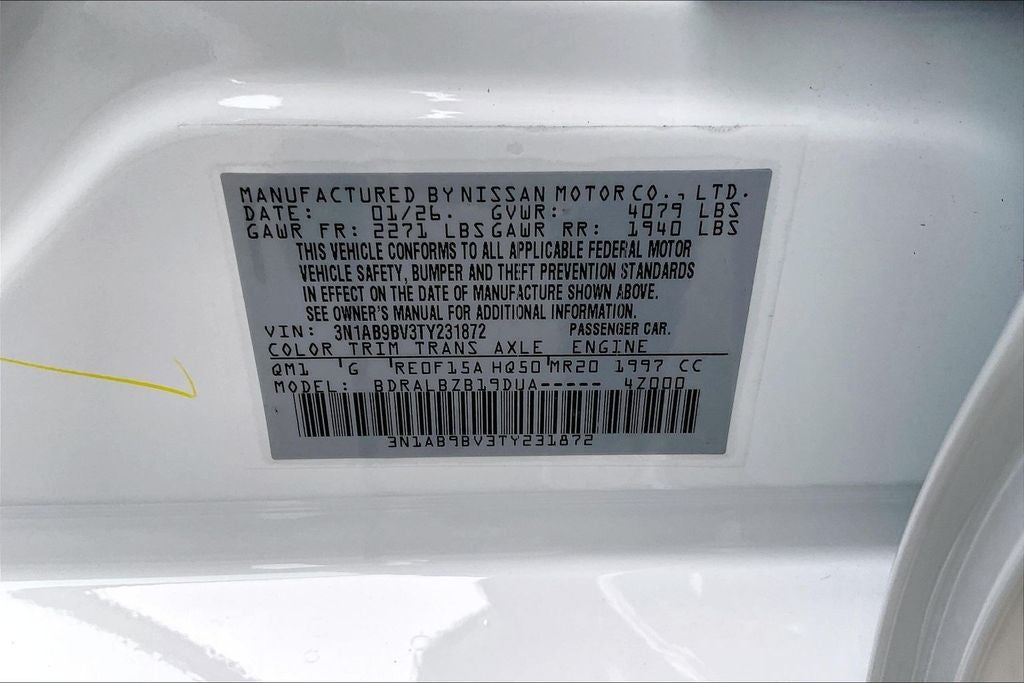 MANUFACTURED BY NISSAN MOTOR CO., LTD.
DATE: 01/26. GVWR: 4079 LBS
GAWR FR: 2271 LBS GAWR RR: 1940 LBS
THIS VEHICLE CONFORMS TO ALL APPLICABLE FEDERAL MOTOR
VEHICLE SAFETY, BUMPER AND THEFT PREVENTION STANDARDS
IN EFFECT ON THE DATE OF MANUFACTURE SHOWN ABOVE.
SEE OWNER'S MANUAL FOR ADDITIONAL INFORMATION.
VIN: 3N1AB9BV3TY231872 PASSENGER CAR.
COLOR TRIM TRANS AXLE ENGINE
QM1 G RE0F15A HQ50 MR20 1997 CC
MODEL: BDRALBZB19DUA----- 4Z000
3N1AB9BV3TY231872